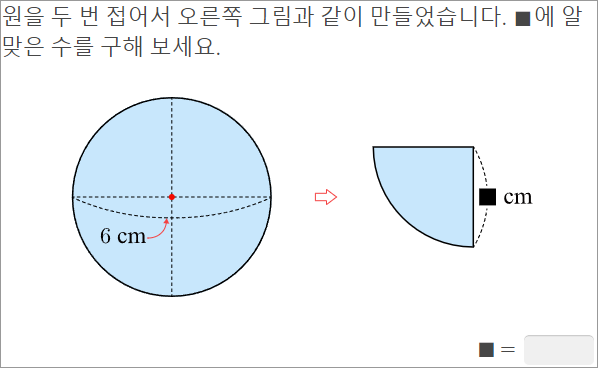 원을 두 번 접어서 오른쪽 그림과 같이 만들었습니다. ■에 알
맞은 수를 구해 보세요.
6 cm
■ cm
■ =